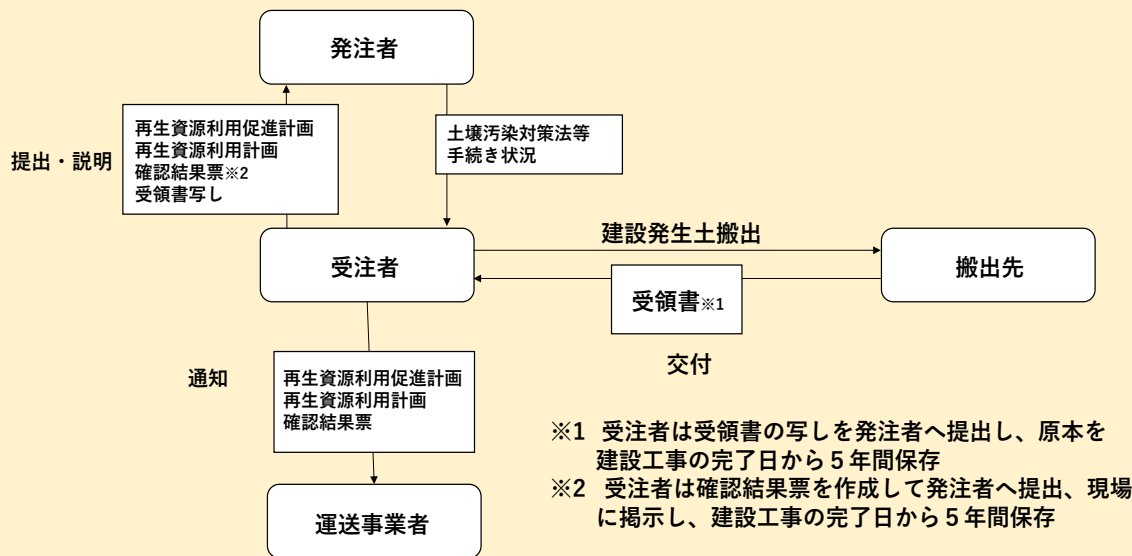 発注者
提出・説明
再生資源利用促進計画
再生資源利用計画
確認結果票※2
受領書写し
土壌汚染対策法等
手続き状況
受注者
建設発生土搬出
搬出先
受領書※1
交付
通知
再生資源利用促進計画
再生資源利用計画
確認結果票
運送事業者
※1 受注者は受領書の写しを発注者へ提出し、原本を
建設工事の完了日から５年間保存
※2 受注者は確認結果票を作成して発注者へ提出、現場
に掲示し、建設工事の完了日から５年間保存